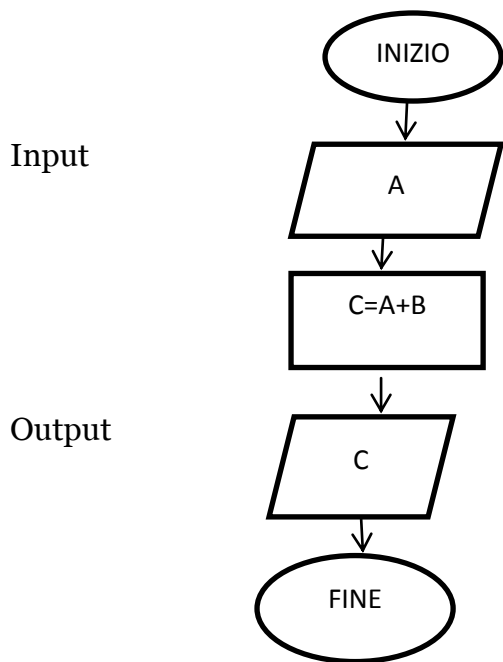 INIZIO
Input
A
C=A+B
Output
C
FINE